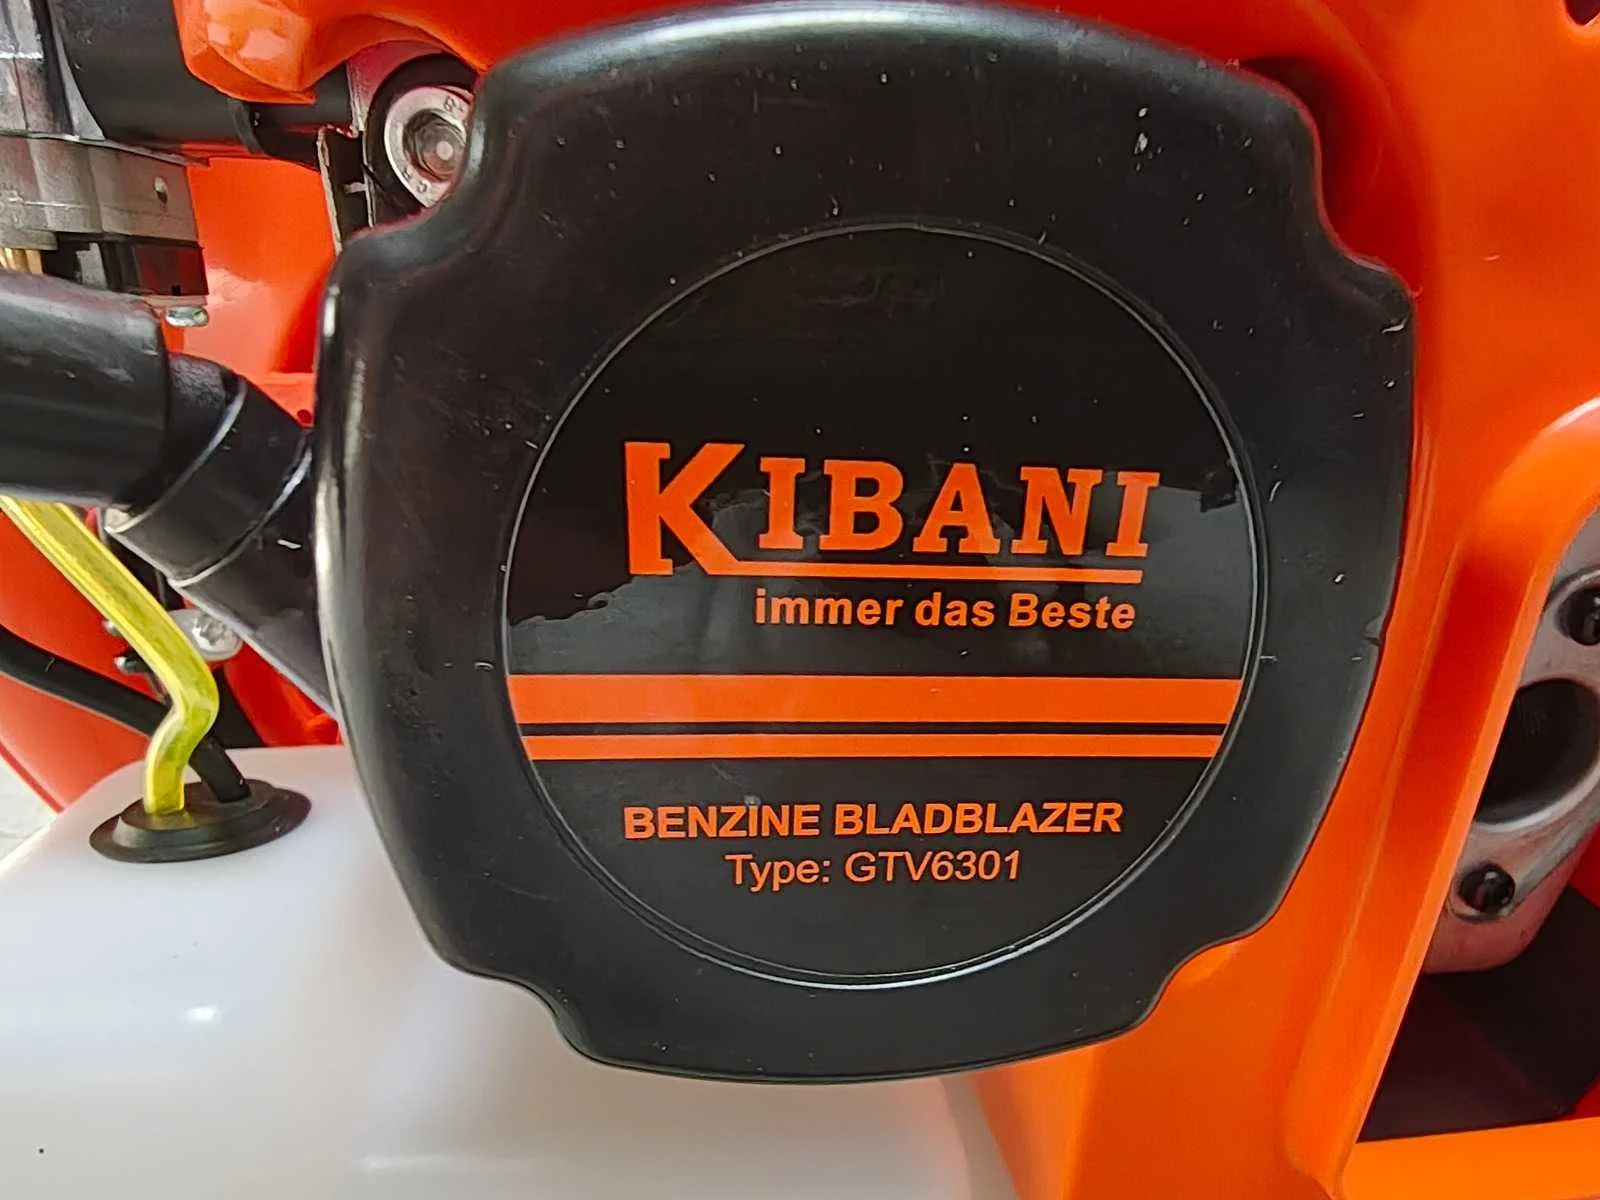 KIBANI
immer das Beste
BENZINE BLADBLAZER
Type: GTV6301